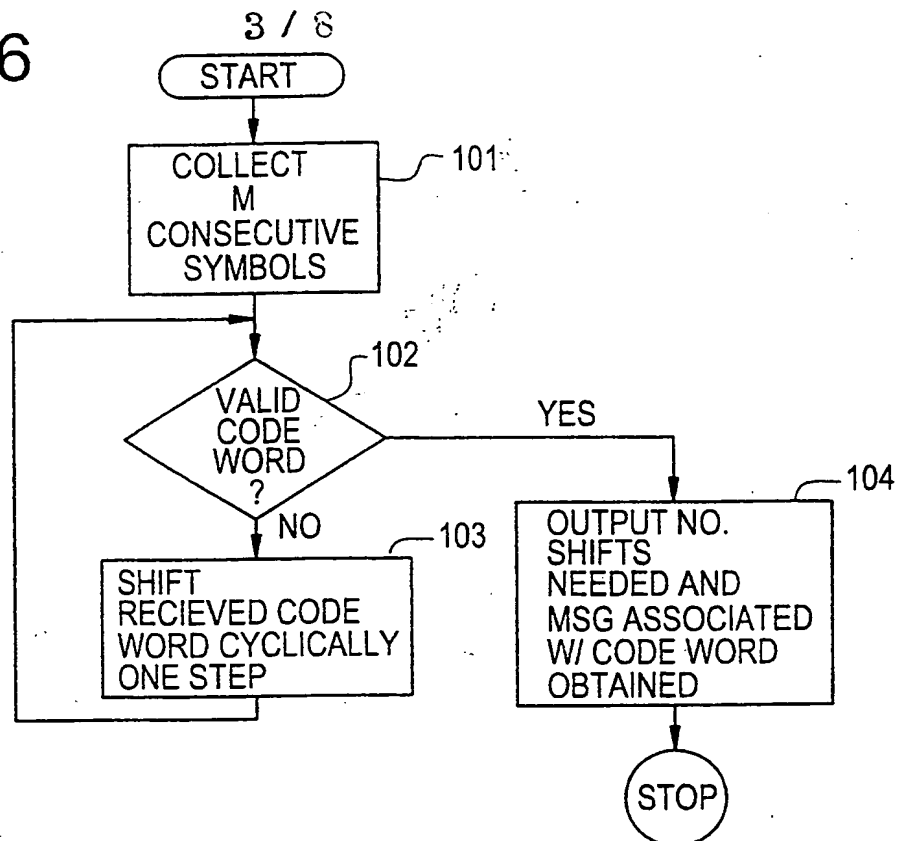 3 / 8
6
START
COLLECT
M
CONSECUTIVE
SYMBOLS
101
102
VALID
CODE
WORD
?
YES
NO
103
SHIFT
RECIEVED CODE
WORD CYCLICALLY
ONE STEP
104
OUTPUT NO.
SHIFTS
NEEDED AND
MSG ASSOCIATED
W/ CODE WORD
OBTAINED
STOP